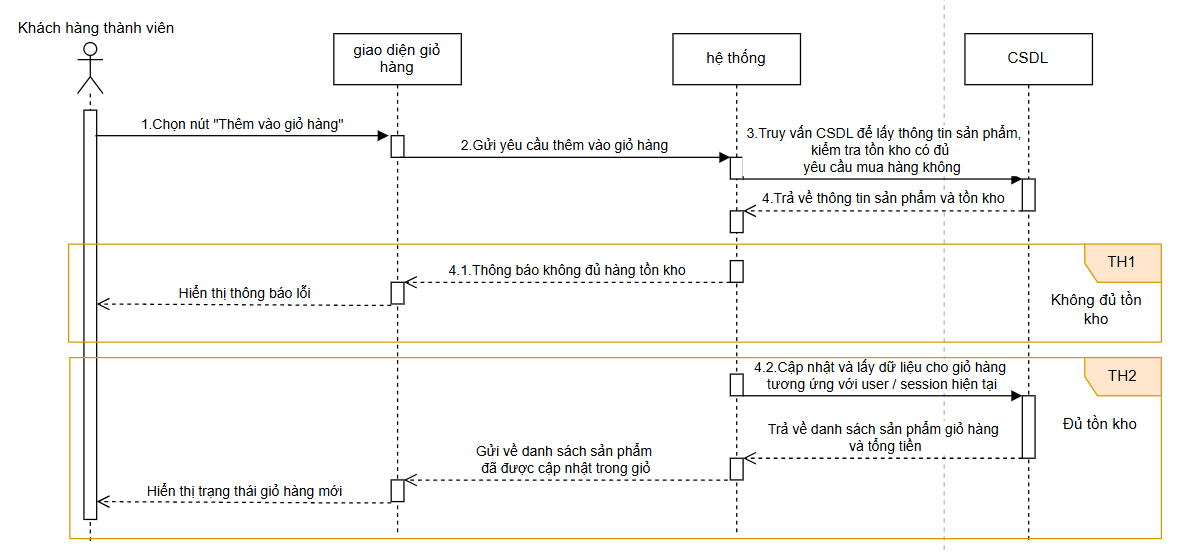 Khách hàng thành viên
giao diện giỏ
hàng
hệ thống
CSDL
1.Chọn nút "Thêm vào giỏ hàng"
2.Gửi yêu cầu thêm vào giỏ hàng
3.Truy vấn CSDL để lấy thông tin sản phẩm,
kiểm tra tồn kho có đủ
yêu cầu mua hàng không
4.Trả về thông tin sản phẩm và tồn kho
TH1
4.1.Thông báo không đủ hàng tồn kho
Hiển thị thông báo lỗi
Không đủ tồn
kho
TH2
4.2.Cập nhật và lấy dữ liệu cho giỏ hàng
tương ứng với user / session hiện tại
Đủ tồn kho
Trả về danh sách sản phẩm giỏ hàng
và tổng tiền
Gửi về danh sách sản phẩm
đã được cập nhật trong giỏ
Hiển thị trạng thái giỏ hàng mới